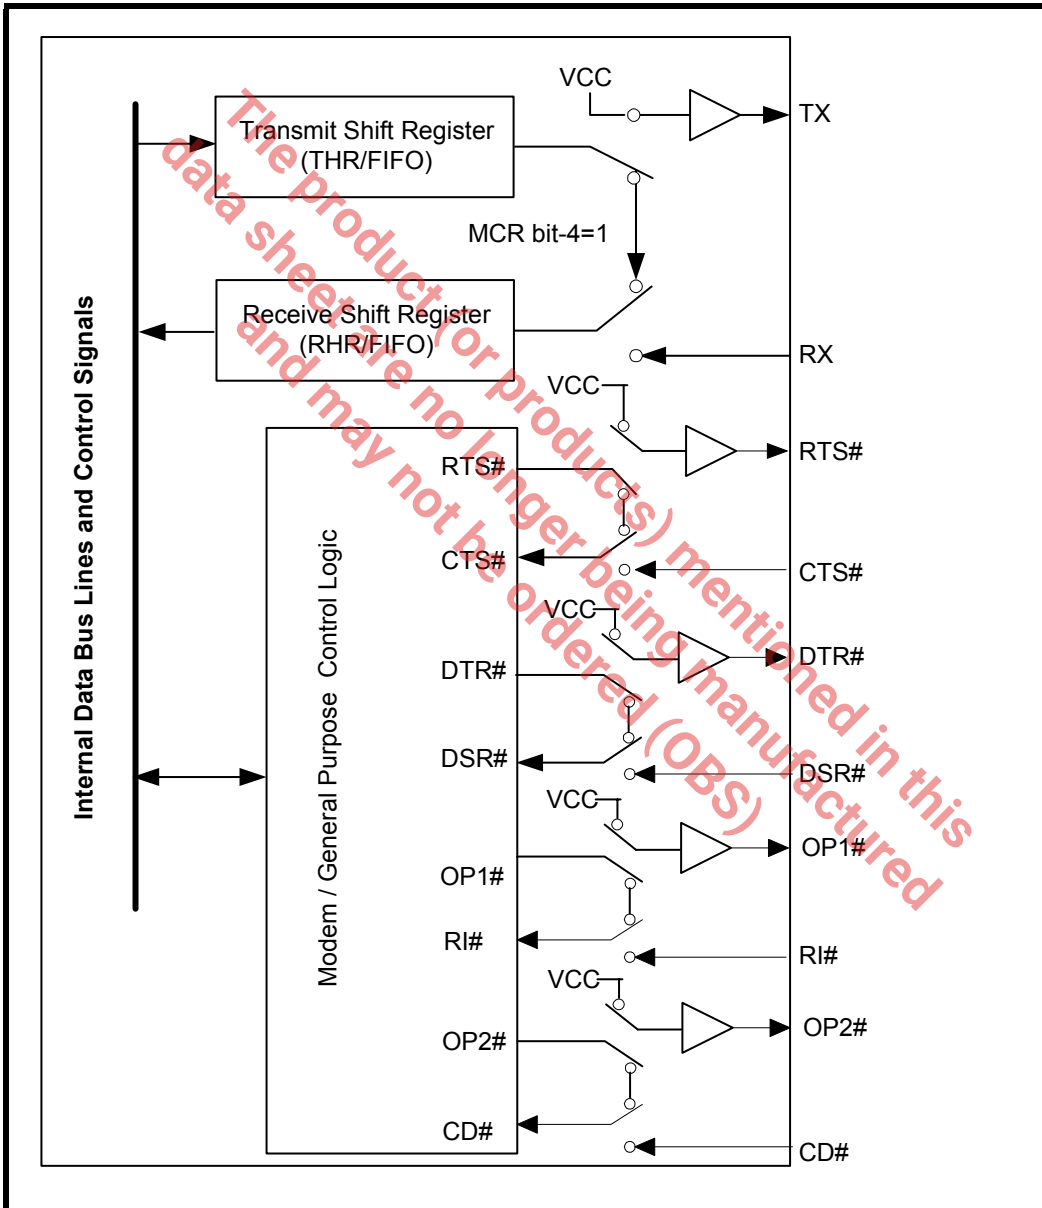 VCC
TX
Transmit Shift Register
(THR/FIFO)
MCR bit-4=1
Receive Shift Register
(RHR/FIFO)
RX
VCC
RTS#
RTS#
CTS#
CTS#
VCC
DTR#
DTR#
DSR#
DSR#
VCC
OP1#
OP1#
RI#
RI#
VCC
OP2#
OP2#
CD#
CD#
Internal Data Bus Lines and Control Signals
Modem / General Purpose Control Logic
The product (or products) mentioned in this
data sheet are no longer being manufactured
and may not be ordered (OBS)